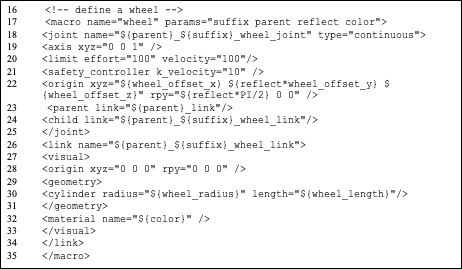 16 <!-- define a wheel -->
17 <macro name="wheel" params="suffix parent reflect color">
18 <joint name="${parent}_${suffix}_wheel_joint" type="continuous">
19 <axis xyz="0 0 1" />
20 <limit effort="100" velocity="100"/>
21 <safety_controller k_velocity="10" />
22 <origin xyz="${wheel_offset_x} ${reflect*wheel_offset_y} $
{wheel_offset_z}" rpy="${reflect*PI/2} 0 0" />
23 <parent link="${parent}_link"/>
24 <child link="${parent}_${suffix}_wheel_link"/>
25 </joint>
26 <link name="${parent}_${suffix}_wheel_link">
27 <visual>
28 <origin xyz="0 0 0" rpy="0 0 0" />
29 <geometry>
30 <cylinder radius="${wheel_radius}" length="${wheel_length}"/>
31 </geometry>
32 <material name="${color}" />
33 </visual>
34 </link>
35 </macro>